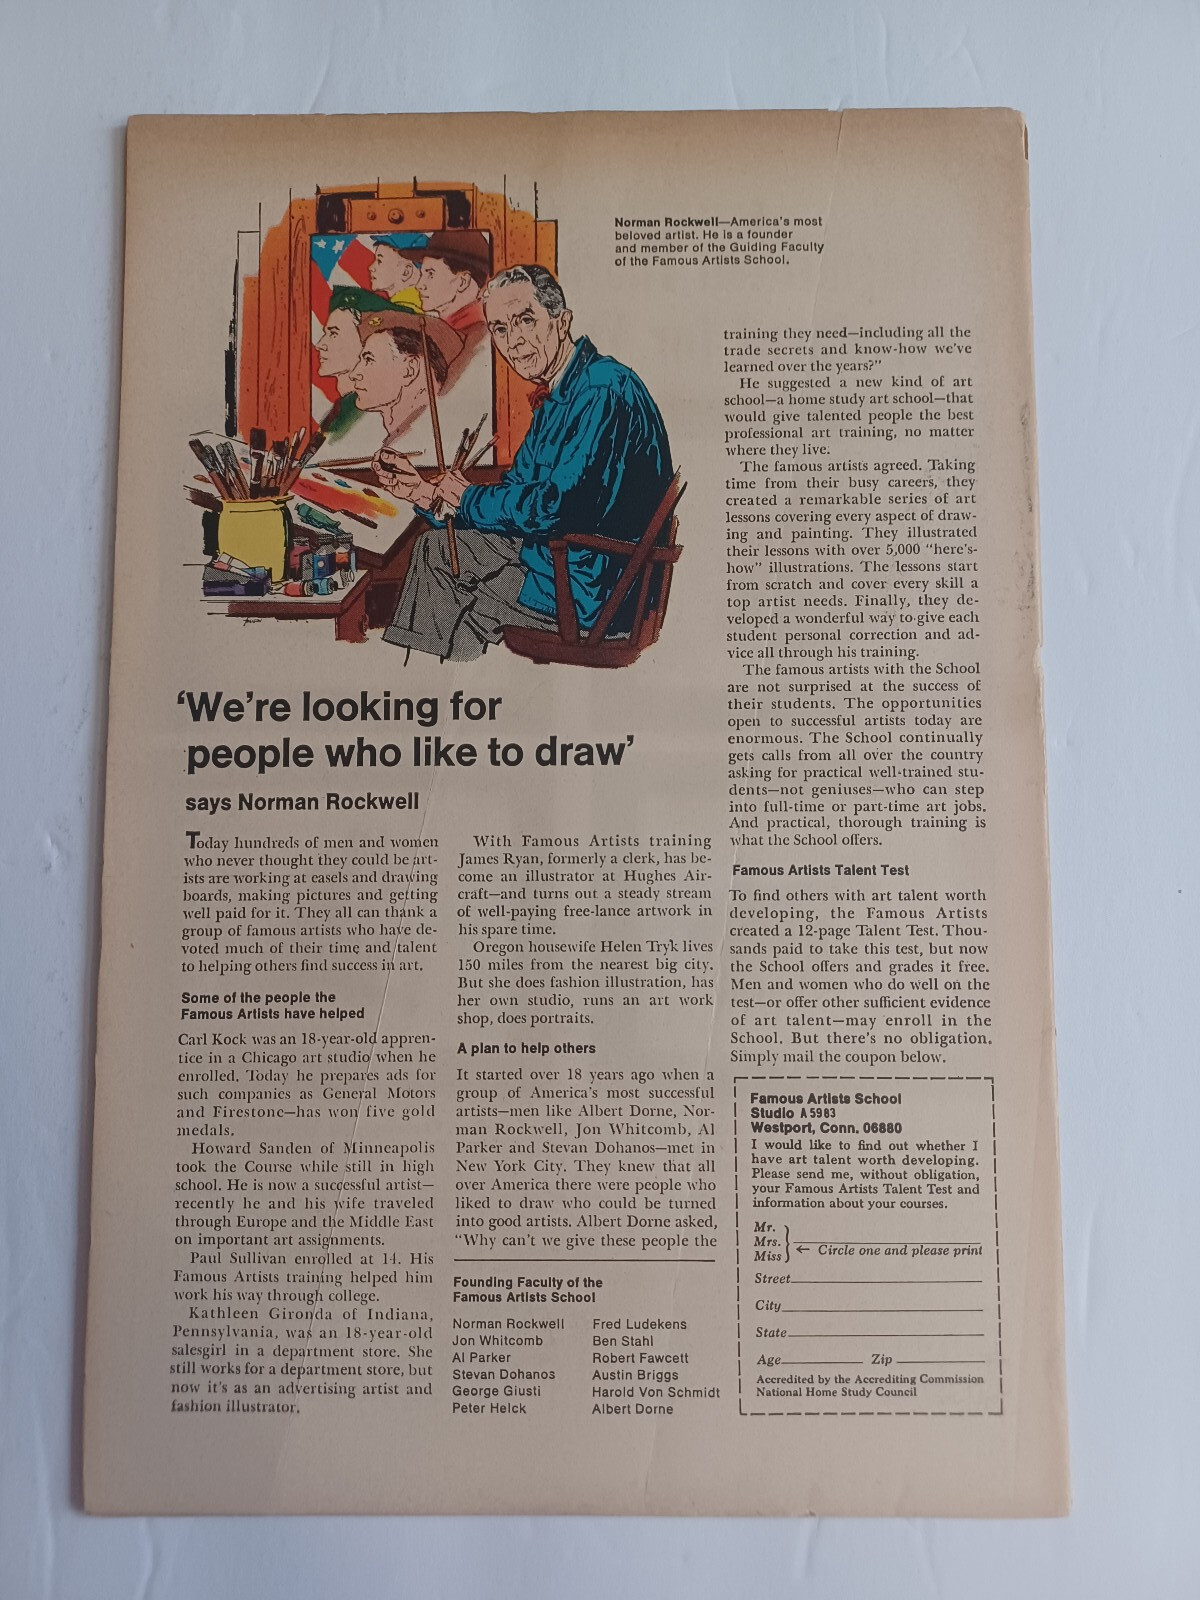 Norman Rockwell—America's most
beloved artist. He is a founder
and member of the Guiding Faculty
of the Famous Artists School.
'We're looking for
people who like to draw'
says Norman Rockwell
Today hundreds of men and women
who never thought they could be art-
ists are working at easels and drawing
boards, making pictures and getting
well paid for it. They all can thank a
group of famous artists who have de-
voted much of their time and talent
to helping others find success in art.
Some of the people the
Famous Artists have helped
Carl Kock was an 18-year-old appren-
tice in a Chicago art studio when he
enrolled. Today he prepares ads for
such companies as General Motors
and Firestone—has won five gold
medals.
Howard Sanden of Minneapolis
took the Course while still in high
school. He is now a successful artist—
recently he and his wife traveled
through Europe and the Middle East
on important art assignments.
Paul Sullivan enrolled at 14. His
Famous Artists training helped him
work his way through college.
Kathleen Gironda of Indiana,
Pennsylvania, was an 18-year-old
salesgirl in a department store. She
still works for a department store, but
now it's as an advertising artist and
fashion illustrator.
With Famous Artists training
James Ryan, formerly a clerk, has be-
come an illustrator at Hughes Air-
craft—and turns out a steady stream
of well-paying free-lance artwork in
his spare time.
Oregon housewife Helen Tryk lives
150 miles from the nearest big city.
But she does fashion illustration, has
her own studio, runs an art work
shop, does portraits.
A plan to help others
It started over 18 years ago when a
group of America's most successful
artists—men like Albert Dorne, Nor-
man Rockwell, Jon Whitcomb, Al
Parker and Stevan Dohanos—met in
New York City. They knew that all
over America there were people who
liked to draw who could be turned
into good artists. Albert Dorne asked,
"Why can't we give these people the
training they need—including all the
trade secrets and know-how we've
learned over the years?"
He suggested a new kind of art
school—a home study art school—that
would give talented people the best
professional art training, no matter
where they live.
The famous artists agreed. Taking
time from their busy careers, they
created a remarkable series of art
lessons covering every aspect of draw-
ing and painting. They illustrated
their lessons with over 5,000 "here's-
how" illustrations. The lessons start
from scratch and cover every skill a
top artist needs. Finally, they de-
veloped a wonderful way to give each
student personal correction and ad-
vice all through his training.
The famous artists with the School
are not surprised at the success of
their students. The opportunities
open to successful artists today are
enormous. The School continually
gets calls from all over the country
asking for practical well-trained stu-
dents—not geniuses—who can step
into full-time or part-time art jobs.
And practical, thorough training is
what the School offers.
Famous Artists Talent Test
To find others with art talent worth
developing, the Famous Artists
created a 12-page Talent Test. Thou-
sands paid to take this test, but now
the School offers and grades it free.
Men and women who do well on the
test—or offer other sufficient evidence
of art talent—may enroll in the
School. But there's no obligation.
Simply mail the coupon below.
Founding Faculty of the
Famous Artists School
Norman Rockwell
Jon Whitcomb
Al Parker
Stevan Dohanos
George Giusti
Peter Helck
Fred Ludekens
Ben Stahl
Robert Fawcett
Austin Briggs
Harold Von Schmidt
Albert Dorne
Famous Artists School
Studio A5983
Westport, Conn. 06880
I would like to find out whether I
have art talent worth developing.
Please send me, without obligation,
your Famous Artists Talent Test and
information about your courses.
Mr.
Mrs.
Miss
← Circle one and please print
Street
City
State
Age Zip
Accredited by the Accrediting Commission
National Home Study Council